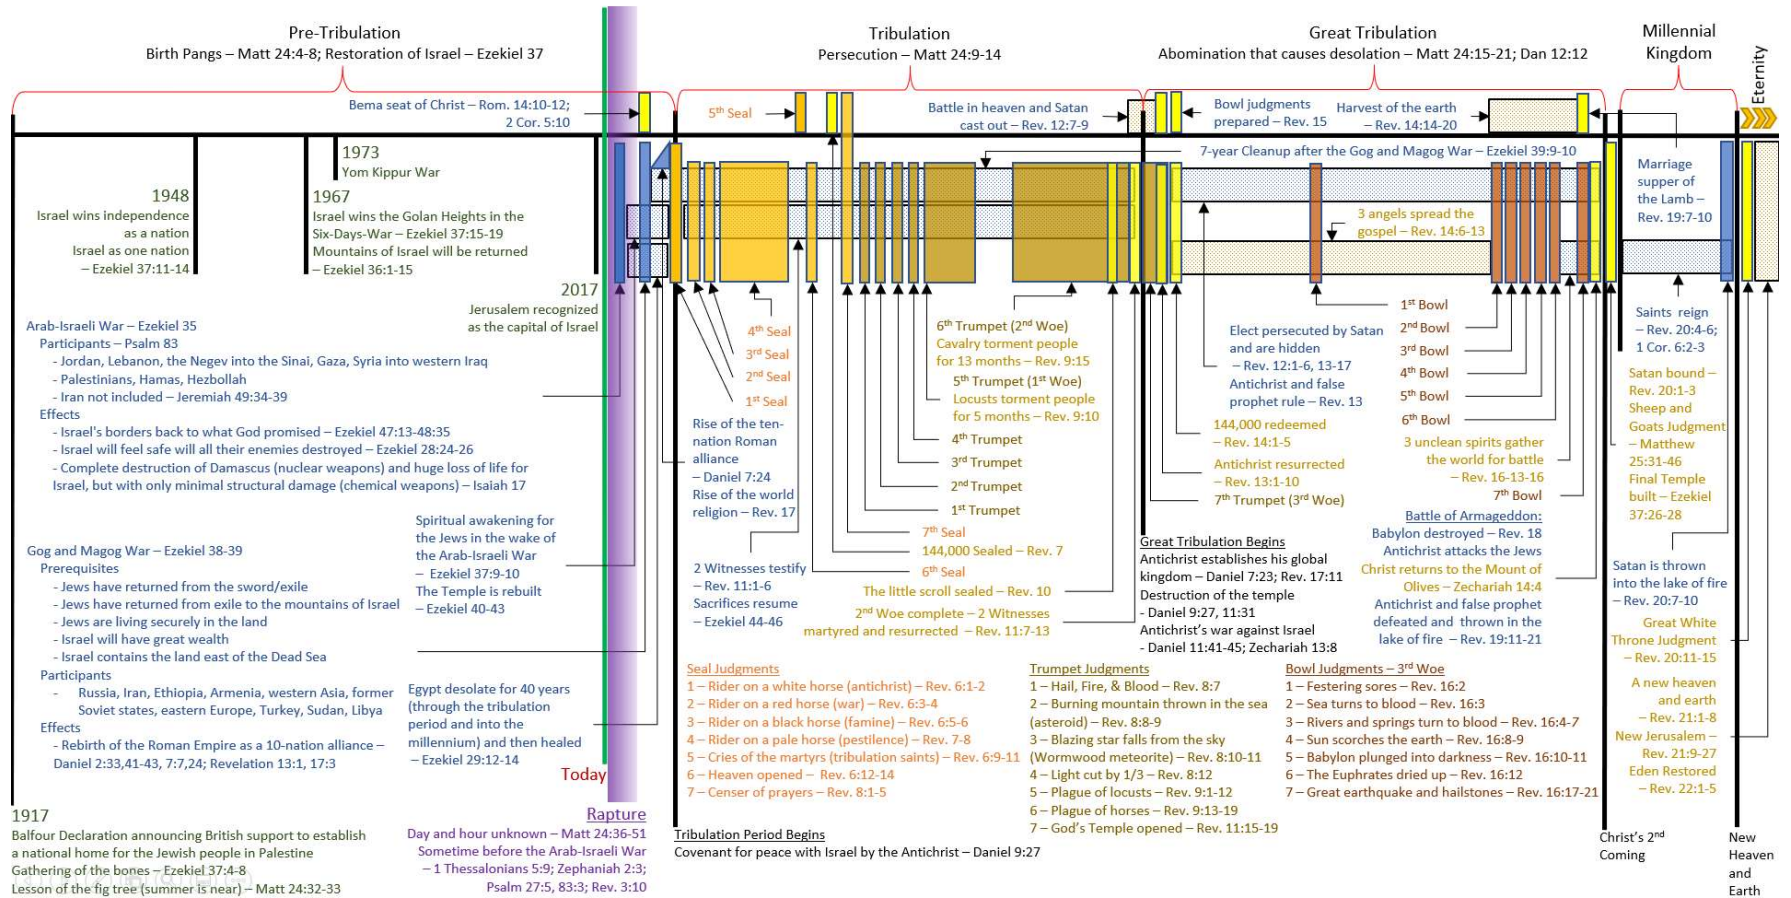 Pre-Tribulation
Birth Pangs – Matt 24:4-8; Restoration of Israel – Ezekiel 37
Tribulation
Persecution – Matt 24:9-14
Great Tribulation
Abomination that causes desolation – Matt 24:15-21; Dan 12:12
Millennial
Kingdom
Eternity
Bema seat of Christ – Rom. 14:10-12;
2 Cor. 5:10
5th Seal
Battle in heaven and Satan
cast out – Rev. 12:7-9
Bowl judgments
prepared – Rev. 15
Harvest of the earth
– Rev. 14:14-20
7-year Cleanup after the Gog and Magog War – Ezekiel 39:9-10
1973
Yom Kippur War
1948
Israel wins independence
as a nation
Israel as one nation
– Ezekiel 37:11-14
1967
Israel wins the Golan Heights in the
Six-Days-War – Ezekiel 37:15-19
Mountains of Israel will be returned
– Ezekiel 36:1-15
2017
Jerusalem recognized
as the capital of Israel
Arab-Israeli War – Ezekiel 35
Participants – Psalm 83
- Jordan, Lebanon, the Negev into the Sinai, Gaza, Syria into western Iraq
- Palestinians, Hamas, Hezbollah
- Iran not included – Jeremiah 49:34-39
Effects
- Israel's borders back to what God promised – Ezekiel 47:13-48:35
- Israel will feel safe will all their enemies destroyed – Ezekiel 28:24-26
- Complete destruction of Damascus (nuclear weapons) and huge loss of life for
Israel, but with only minimal structural damage (chemical weapons) – Isaiah 17
Gog and Magog War – Ezekiel 38-39
Prerequisites
- Jews have returned from the sword/exile
- Jews have returned from exile to the mountains of Israel
- Jews are living securely in the land
- Israel will have great wealth
- Israel contains the land east of the Dead Sea
Participants
- Russia, Iran, Ethiopia, Armenia, western Asia, former
Soviet states, eastern Europe, Turkey, Sudan, Libya
Effects
- Rebirth of the Roman Empire as a 10-nation alliance –
Daniel 2:33,41-43, 7:7,24; Revelation 13:1, 17:3
Spiritual awakening for
the Jews in the wake of
the Arab-Israeli War
– Ezekiel 37:9-10
The Temple is rebuilt
– Ezekiel 40-43
Egypt desolate for 40 years
(through the tribulation
period and into the
millennium) and then healed
– Ezekiel 29:12-14
Today
1917
Balfour Declaration announcing British support to establish
a national home for the Jewish people in Palestine
Gathering of the bones – Ezekiel 37:4-8
Lesson of the fig tree (summer is near) – Matt 24:32-33
Rapture
Day and hour unknown – Matt 24:36-51
Sometime before the Arab-Israeli War
– 1 Thessalonians 5:9; Zephaniah 2:3;
Psalm 27:5, 83:3; Rev. 3:10
4th Seal
3rd Seal
2nd Seal
1st Seal
Rise of the ten-
nation Roman
alliance
– Daniel 7:24
Rise of the world
religion – Rev. 17
2 Witnesses testify
– Rev. 11:1-6
Sacrifices resume
– Ezekiel 44-46
6th Trumpet (2nd Woe)
Cavalry torment people
for 13 months – Rev. 9:15
5th Trumpet (1st Woe)
Locusts torment people
for 5 months – Rev. 9:10
4th Trumpet
3rd Trumpet
2nd Trumpet
1st Trumpet
7th Seal
144,000 Sealed – Rev. 7
6th Seal
The little scroll sealed – Rev. 10
2nd Woe complete – 2 Witnesses
martyred and resurrected – Rev. 11:7-13
Elect persecuted by Satan
and are hidden
– Rev. 12:1-6, 13-17
Antichrist and false
prophet rule – Rev. 13
144,000 redeemed
– Rev. 14:1-5
Antichrist resurrected
– Rev. 13:1-10
7th Trumpet (3rd Woe)
Great Tribulation Begins
Antichrist establishes his global
kingdom – Daniel 7:23; Rev. 17:11
Destruction of the temple
- Daniel 9:27, 11:31
Antichrist's war against Israel
- Daniel 11:41-45; Zechariah 13:8
3 angels spread the
gospel – Rev. 14:6-13
1st Bowl
2nd Bowl
3rd Bowl
4th Bowl
5th Bowl
6th Bowl
3 unclean spirits gather
the world for battle
– Rev. 16-13-16
7th Bowl
Battle of Armageddon:
Babylon destroyed – Rev. 18
Antichrist attacks the Jews
Christ returns to the Mount of
Olives – Zechariah 14:4
Antichrist and false prophet
defeated and thrown in the
lake of fire – Rev. 19:11-21
Marriage
supper of
the Lamb –
Rev. 19:7-10
Saints reign
– Rev. 20:4-6;
1 Cor. 6:2-3
Satan bound –
Rev. 20:1-3
Sheep and
Goats Judgment
– Matthew
25:31-46
Final Temple
built – Ezekiel
37:26-28
Satan is thrown
into the lake of fire
– Rev. 20:7-10
Great White
Throne Judgment
– Rev. 20:11-15
A new heaven
and earth
– Rev. 21:1-8
New Jerusalem –
Rev. 21:9-27
Eden Restored
– Rev. 22:1-5
Seal Judgments
1 – Rider on a white horse (antichrist) – Rev. 6:1-2
2 – Rider on a red horse (war) – Rev. 6:3-4
3 – Rider on a black horse (famine) – Rev. 6:5-6
4 – Rider on a pale horse (pestilence) – Rev. 7-8
5 – Cries of the martyrs (tribulation saints) – Rev. 6:9-11
6 – Heaven opened – Rev. 6:12-14
7 – Censer of prayers – Rev. 8:1-5
Trumpet Judgments
1 – Hail, Fire, & Blood – Rev. 8:7
2 – Burning mountain thrown in the sea
(asteroid) – Rev. 8:8-9
3 – Blazing star falls from the sky
(Wormwood meteorite) – Rev. 8:10-11
4 – Light cut by 1/3 – Rev. 8:12
5 – Plague of locusts – Rev. 9:1-12
6 – Plague of horses – Rev. 9:13-19
7 – God's Temple opened – Rev. 11:15-19
Bowl Judgments – 3rd Woe
1 – Festering sores – Rev. 16:2
2 – Sea turns to blood – Rev. 16:3
3 – Rivers and springs turn to blood – Rev. 16:4-7
4 – Sun scorches the earth – Rev. 16:8-9
5 – Babylon plunged into darkness – Rev. 16:10-11
6 – The Euphrates dried up – Rev. 16:12
7 – Great earthquake and hailstones – Rev. 16:17-21
Tribulation Period Begins
Covenant for peace with Israel by the Antichrist – Daniel 9:27
Christ's 2nd
Coming
New
Heaven
and
Earth